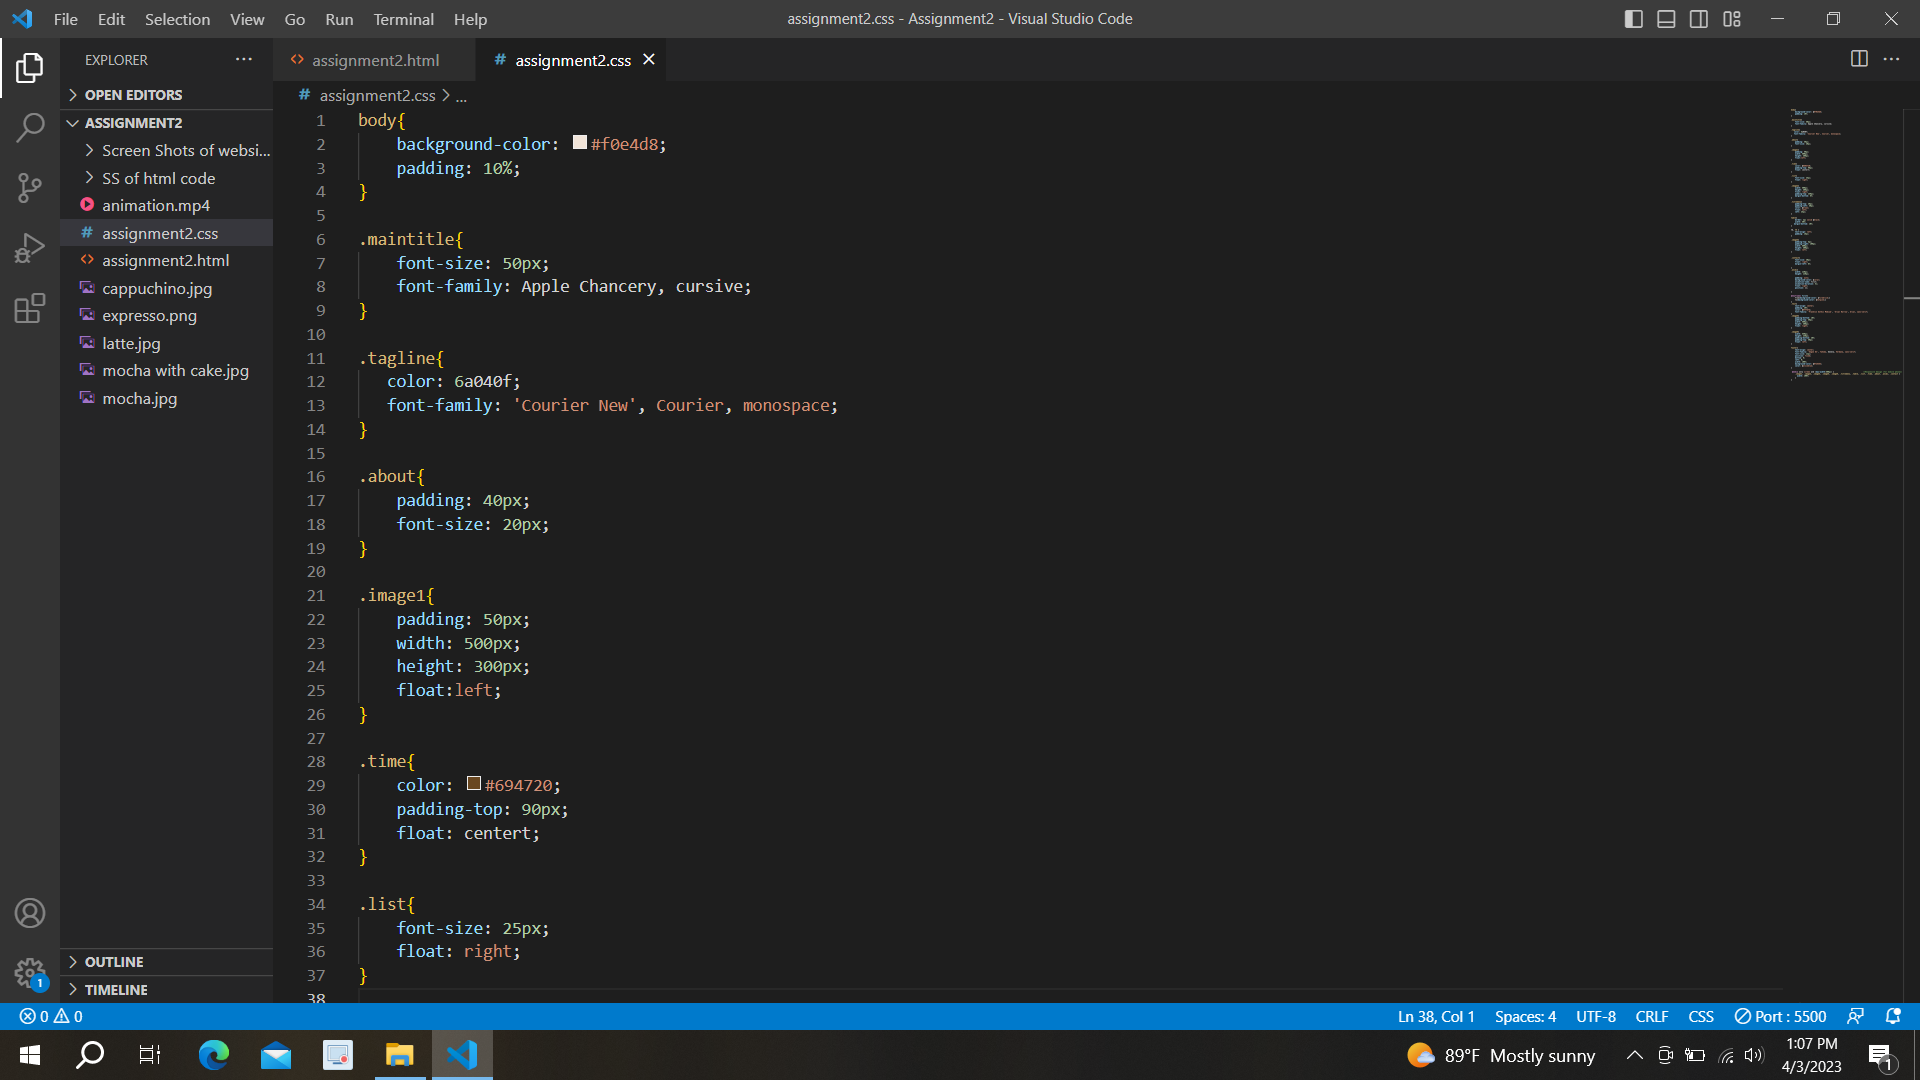 File Edit Selection View Go Run Terminal Help
assignment2.css - Assignment2 - Visual Studio Code
EXPLORER
OPEN EDITORS
ASSIGNMENT2
Screen Shots of websi...
SS of html code
animation.mp4
# assignment2.css
<> assignment2.html
cappuchino.jpg
expresso.png
latte.jpg
mocha with cake.jpg
mocha.jpg
OUTLINE
TIMELINE
1
<> assignment2.html
# assignment2.css
# assignment2.css > ...
1 body{
2     background-color: #f0e4d8;
3     padding: 10%;
4 }
5
6 .maintitle{
7     font-size: 50px;
8     font-family: Apple Chancery, cursive;
9 }
10
11 .tagline{
12    color: 6a040f;
13    font-family: 'Courier New', Courier, monospace;
14 }
15
16 .about{
17     padding: 40px;
18     font-size: 20px;
19 }
20
21 .image1{
22     padding: 50px;
23     width: 500px;
24     height: 300px;
25     float:left;
26 }
27
28 .time{
29     color: #694720;
30     padding-top: 90px;
31     float: centert;
32 }
33
34 .list{
35     font-size: 25px;
36     float: right;
37 }
38
0 0
Ln 38, Col 1 Spaces: 4 UTF-8 CRLF CSS Port : 5500
89°F Mostly sunny
1:07 PM
4/3/2023
1